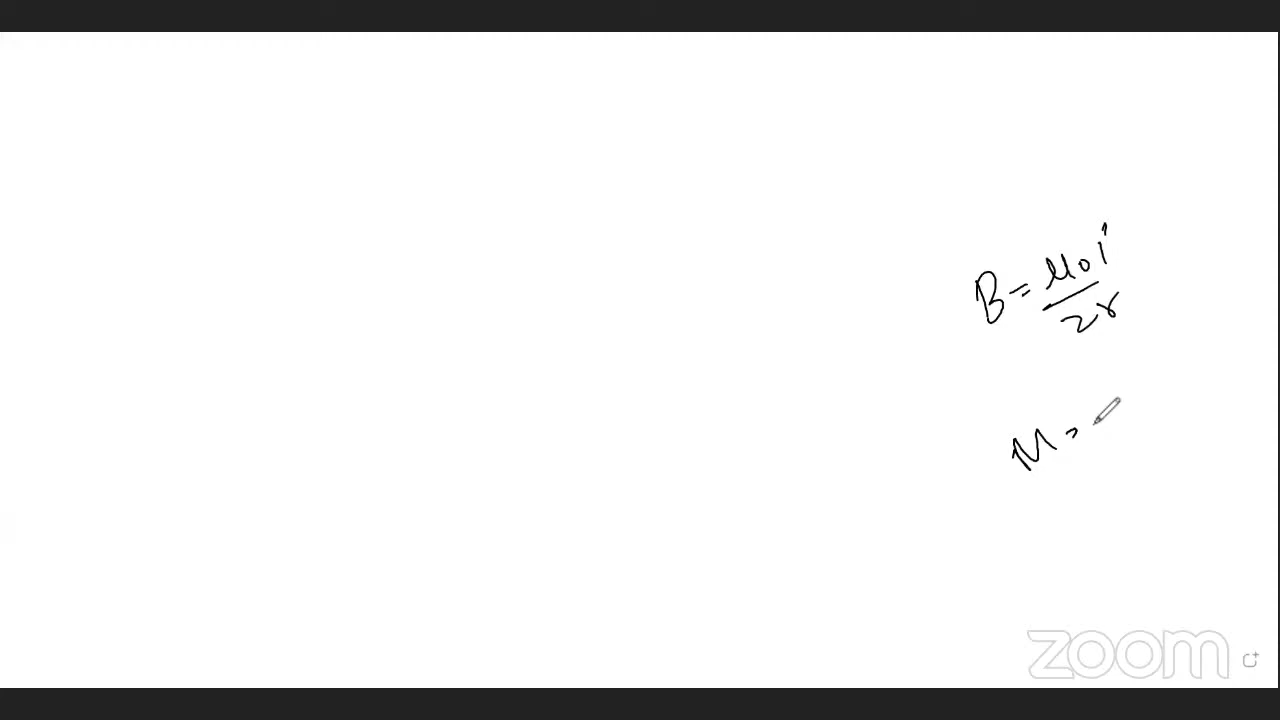 B = μ₀i / 2r
M =
zoom